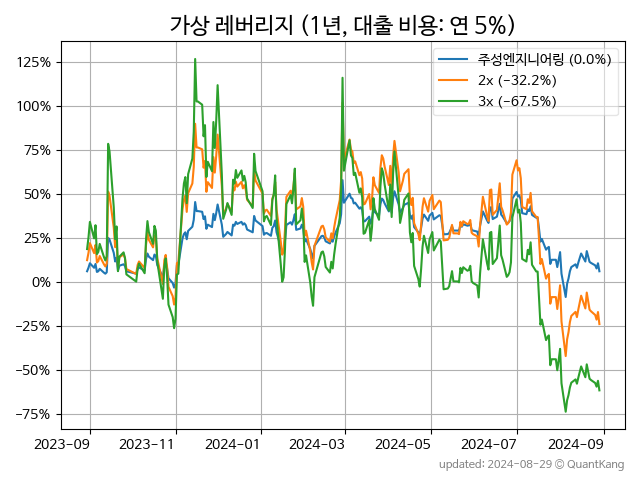 가상 레버리지 (1년, 대출 비용: 연 5%)
주성엔지니어링 (0.0%)
2x (−32.2%)
3x (−67.5%)
125%
100%
75%
50%
25%
0%
−25%
−50%
−75%
2023-09 2023-11 2024-01 2024-03 2024-05 2024-07 2024-09
updated: 2024-08-29 © QuantKang